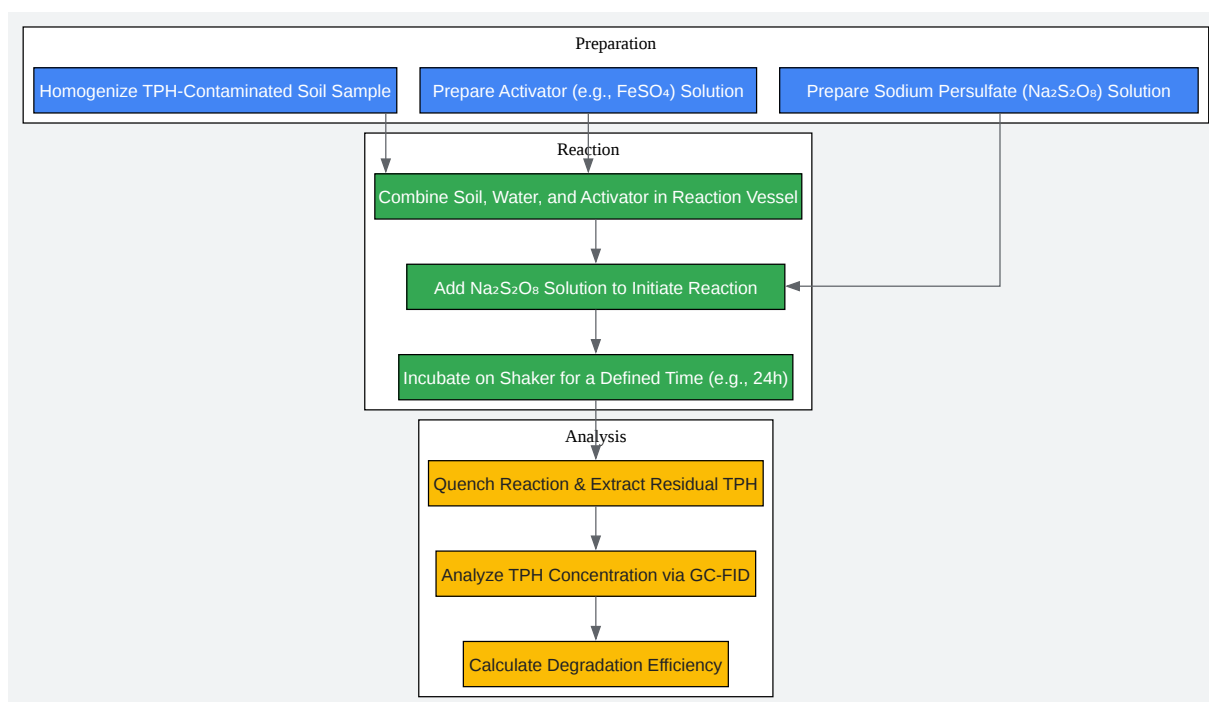 Preparation
Homogenize TPH-Contaminated Soil Sample
Prepare Activator (e.g., FeSO₄) Solution
Prepare Sodium Persulfate (Na₂S₂O₈) Solution
Reaction
Combine Soil, Water, and Activator in Reaction Vessel
Add Na₂S₂O₈ Solution to Initiate Reaction
Incubate on Shaker for a Defined Time (e.g., 24h)
Analysis
Quench Reaction & Extract Residual TPH
Analyze TPH Concentration via GC-FID
Calculate Degradation Efficiency